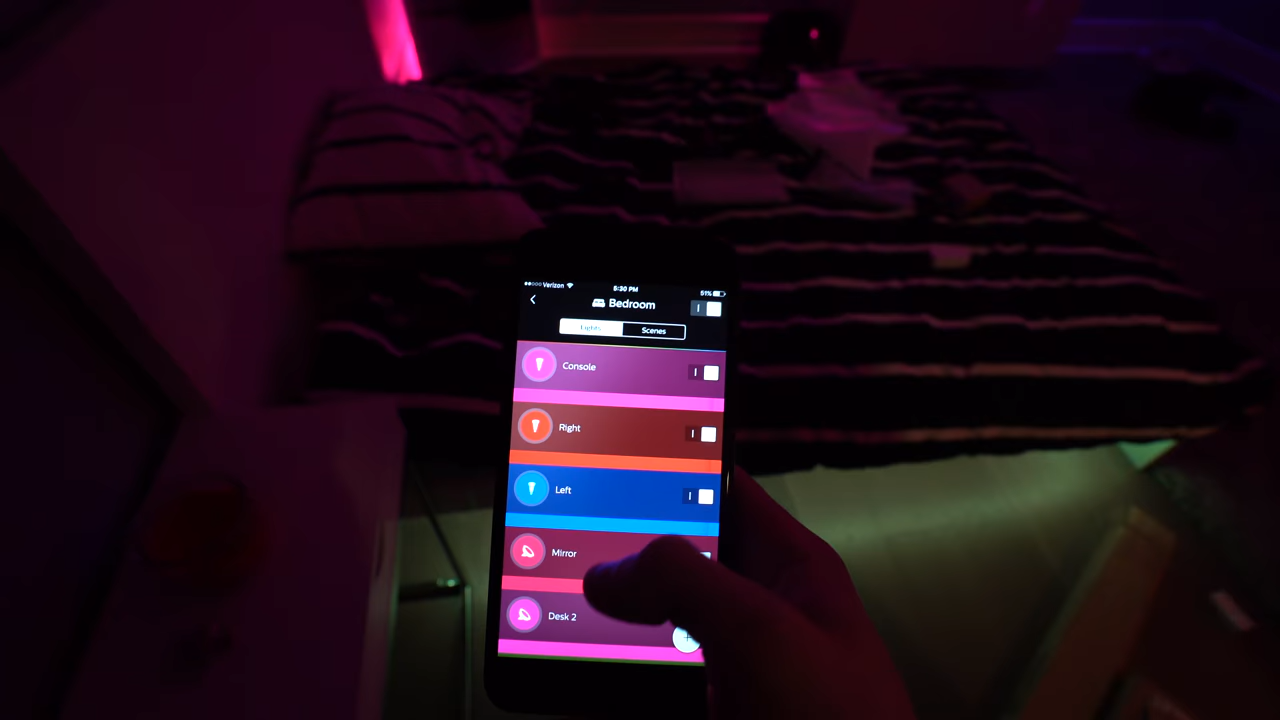 Verizon 5:30 PM 51%
Bedroom
Lights Scenes
Console
Right
Left
Mirror
Desk 2